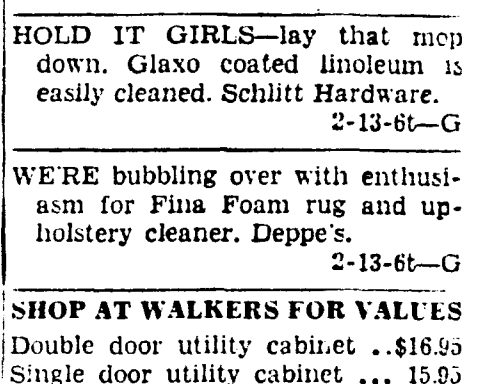 HOLD IT GIRLS—lay that mop
down. Glaxo coated linoleum is
easily cleaned. Schlitt Hardware.
2-13-6t—G
WE'RE bubbling over with enthusi-
asm for Fina Foam rug and up-
holstery cleaner. Deppe's.
2-13-6t—G
SHOP AT WALKERS FOR VALUES
Double door utility cabinet ..$16.95
Single door utility cabinet ... 15.95